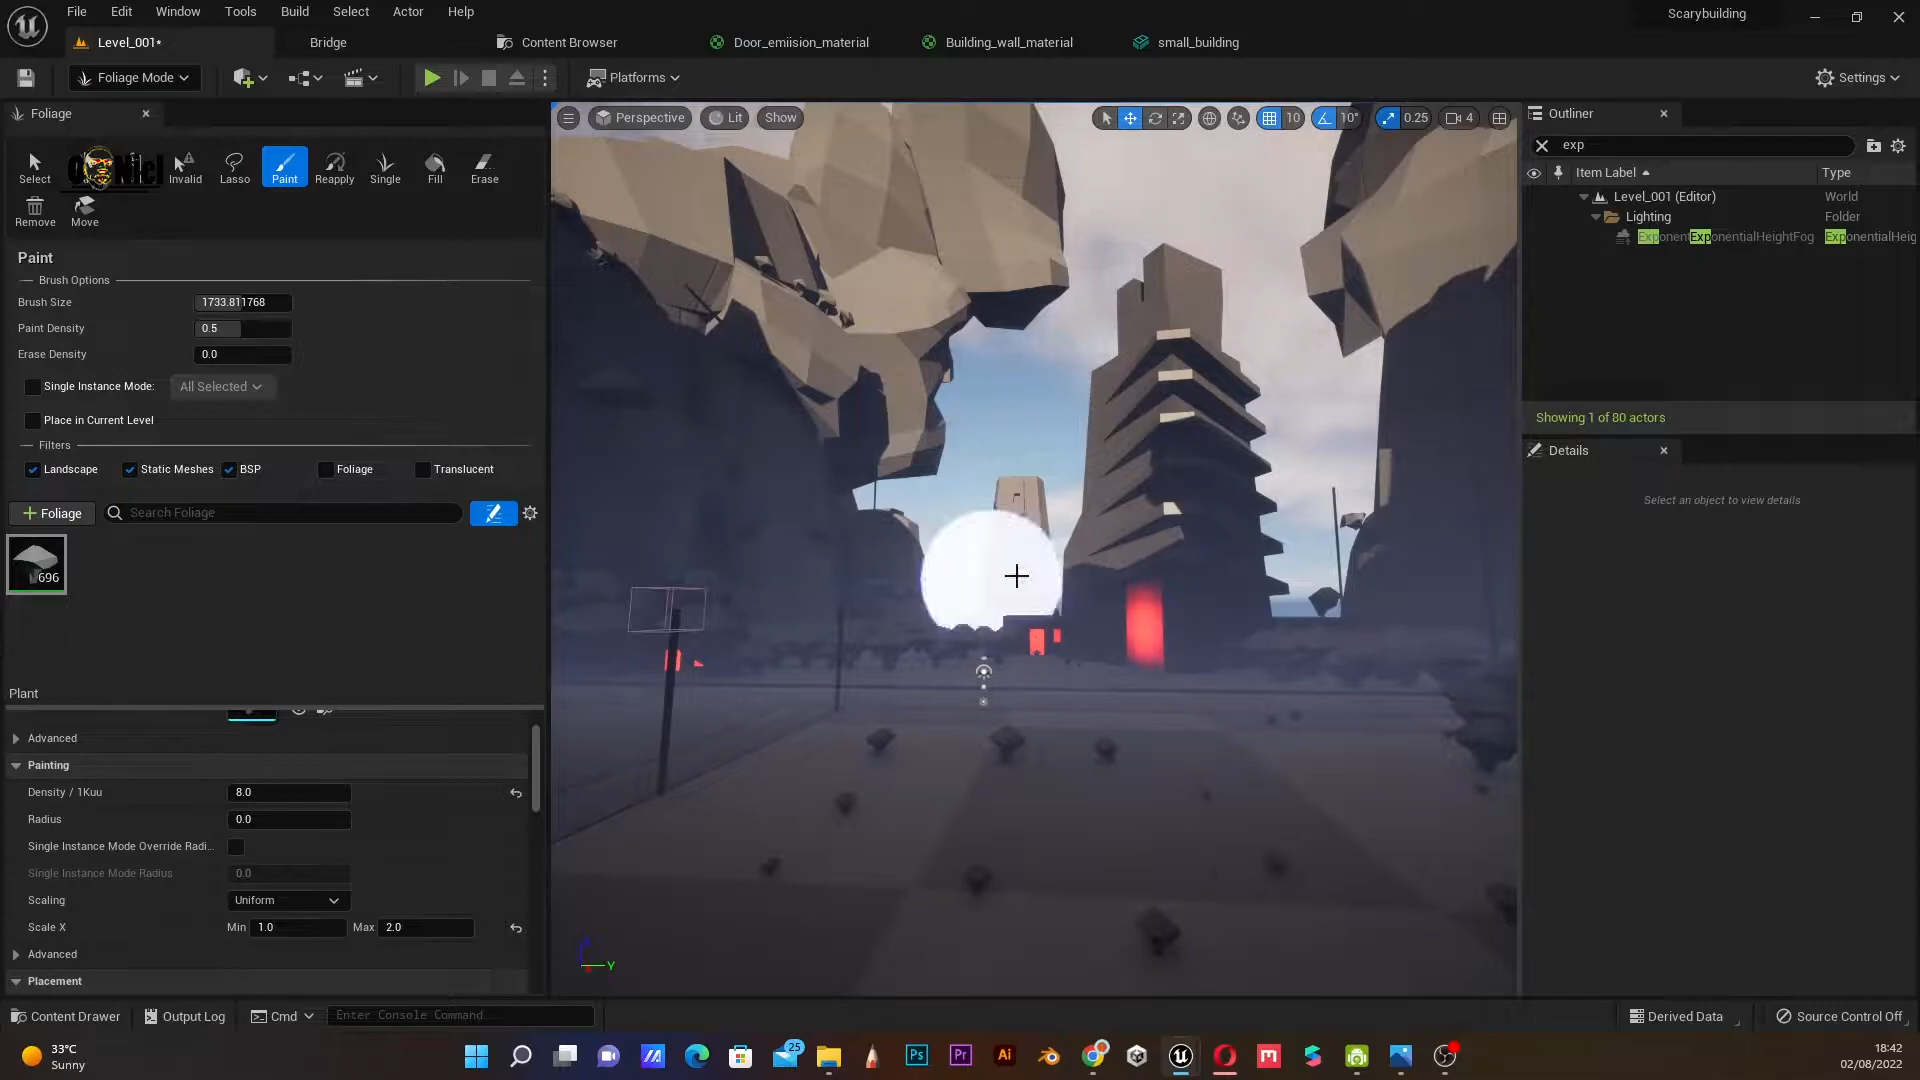 File Edit Window Tools Build Select Actor Help
Scarybuilding
Level_001*
Bridge
Content Browser
Door_emiision_material
Building_wall_material
small_building
Foliage Mode
Platforms
Settings
Foliage
Perspective
Lit
Show
10
10°
0.25
4
Outliner
exp
Item Label
Type
Level_001 (Editor)
World
Lighting
Folder
ExponentExponentialHeightFog
ExponentialHeig
Showing 1 of 80 actors
Details
Select an object to view details
Select
Invalid
Lasso
Paint
Reapply
Single
Fill
Erase
Remove
Move
Paint
Brush Options
Brush Size 1733.811768
Paint Density 0.5
Erase Density 0.0
Single Instance Mode: All Selected
Place in Current Level
Filters
Landscape Static Meshes BSP Foliage Translucent
Foliage
Search Foliage
696
Plant
Advanced
Painting
Density / 1Kuu 8.0
Radius 0.0
Single Instance Mode Override Radi...
Single Instance Mode Radius 0.0
Scaling Uniform
Scale X Min 1.0 Max 2.0
Advanced
Placement
Y
Content Drawer
Output Log
Cmd
Enter Console Command
Derived Data
Source Control Off
33°C
Sunny
25
Ps
Pr
Ai
18:42
02/08/2022